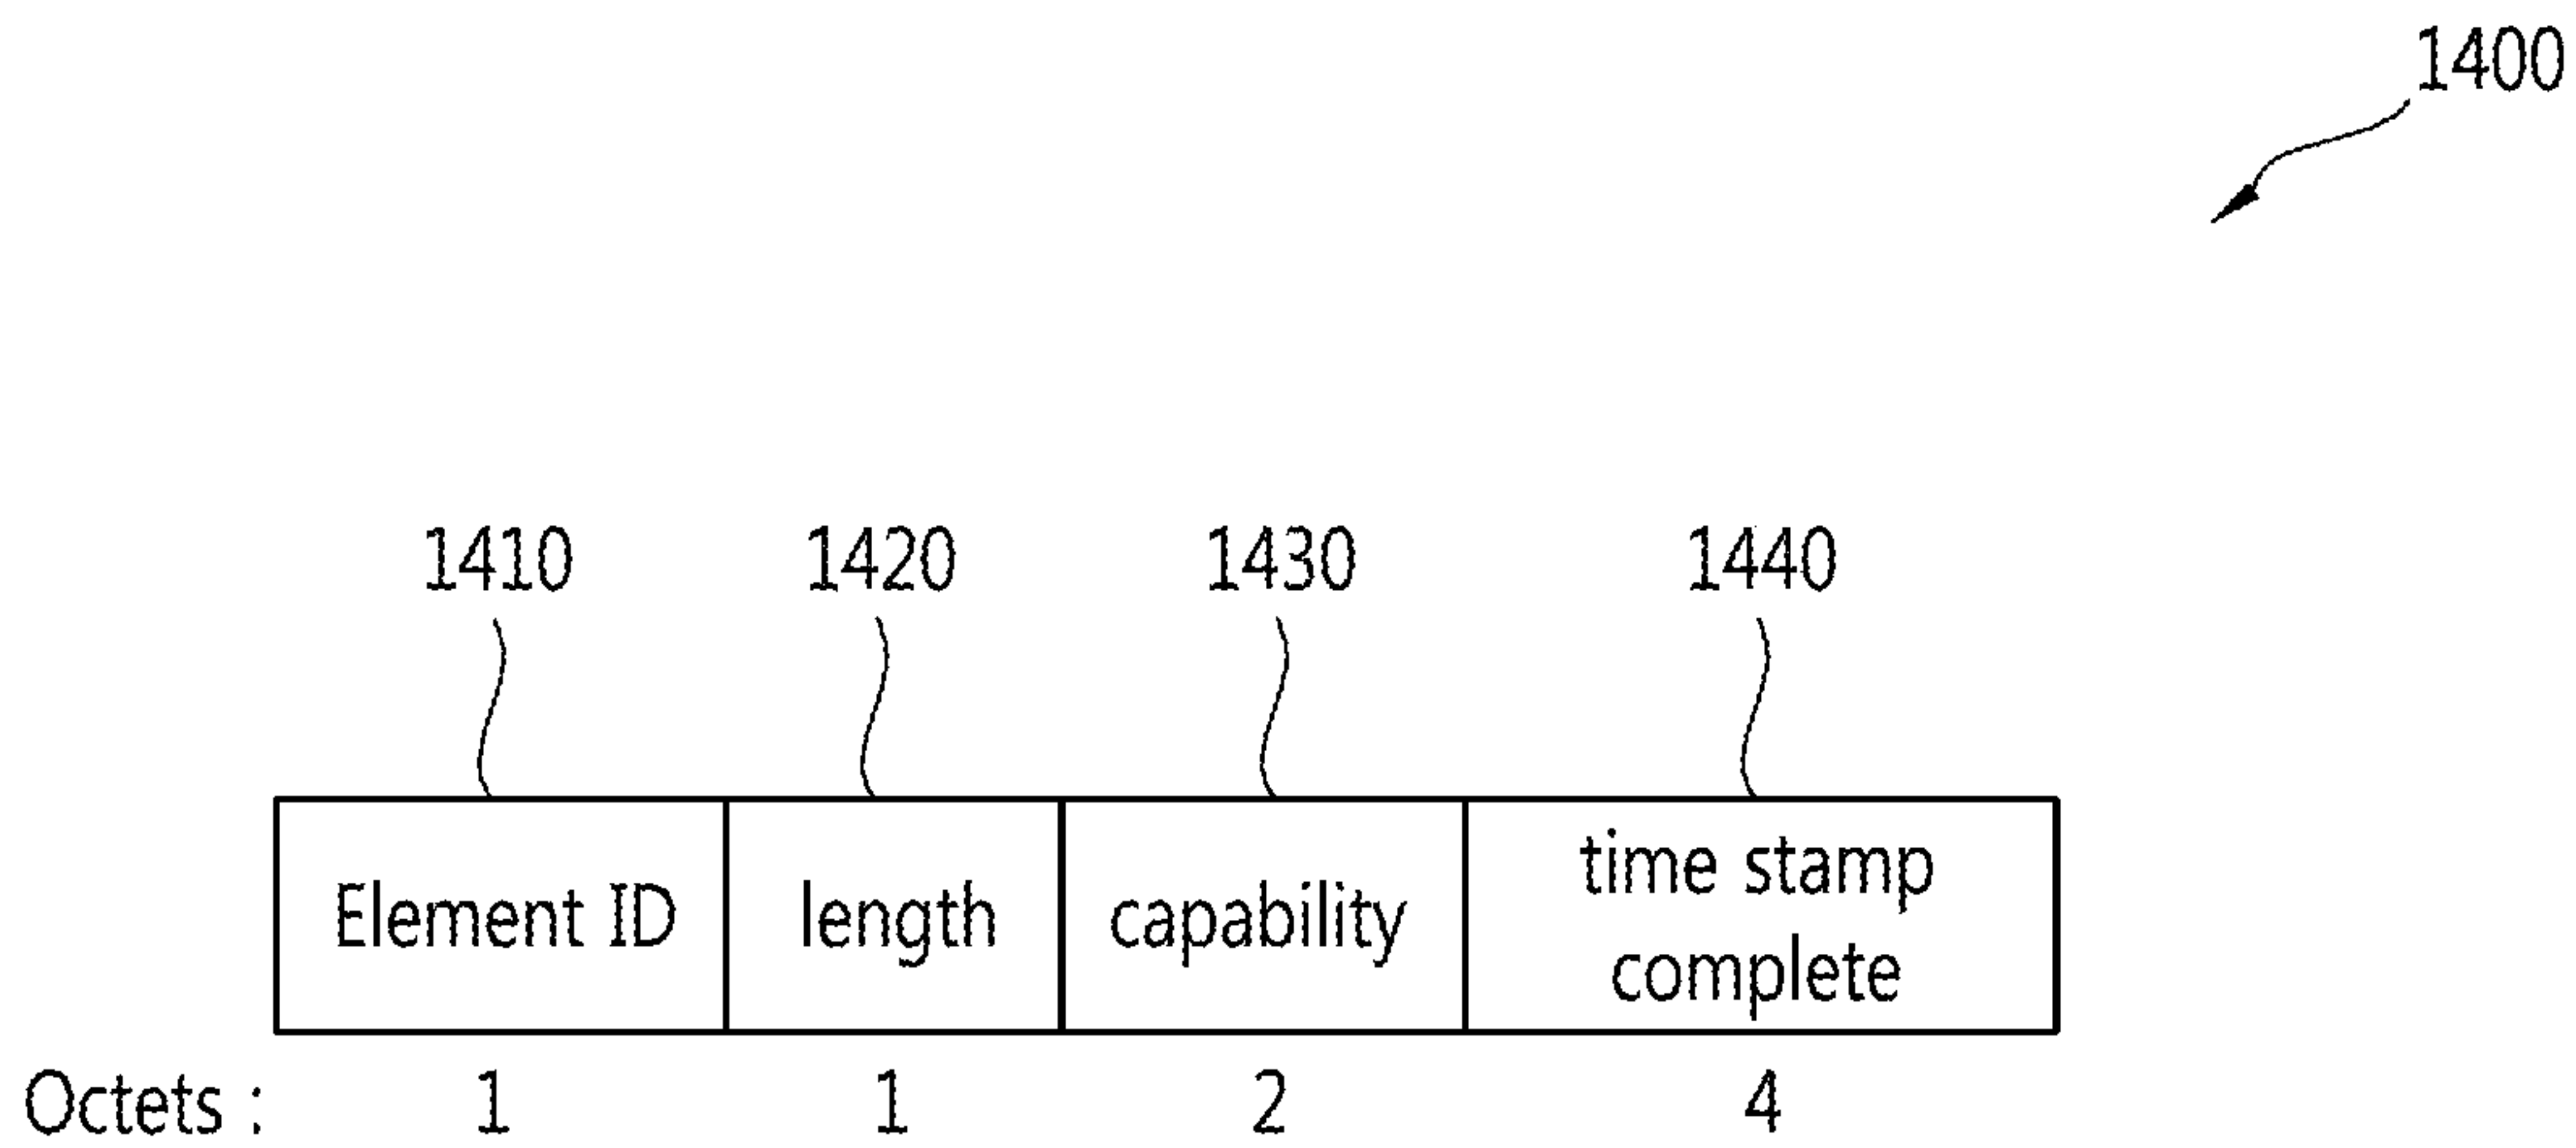 1400
1410 1420 1430 1440
Element ID length capability time stamp
complete
Octets : 1 1 2 4